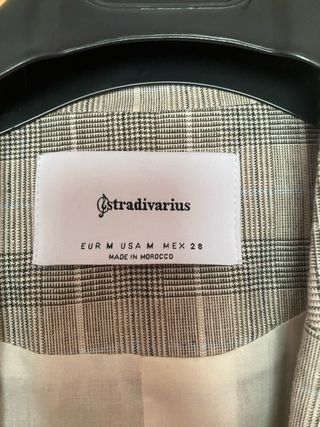 stradivarius
EUR M USA M MEX 28
MADE IN MOROCCO